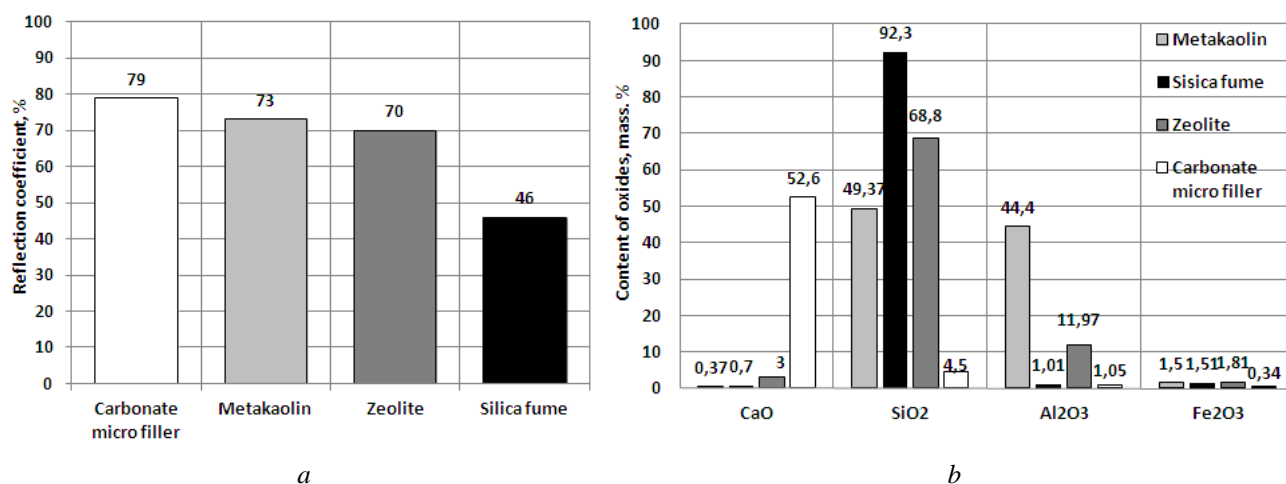 Reflection coefficient, %
100
90
80
70
60
50
40
30
20
10
0
79
73
70
46
Carbonate
micro filler
Metakaolin
Zeolite
Silica fume
a
Content of oxides, mass. %
100
90
80
70
60
50
40
30
20
10
0
0,37
0,7
3
52,6
49,37
92,3
68,8
4,5
44,4
1,01
11,97
1,05
1,5
1,51
1,81
0,34
CaO
SiO2
Al2O3
Fe2O3
Metakaolin
Sisica fume
Zeolite
Carbonate
micro filler
b